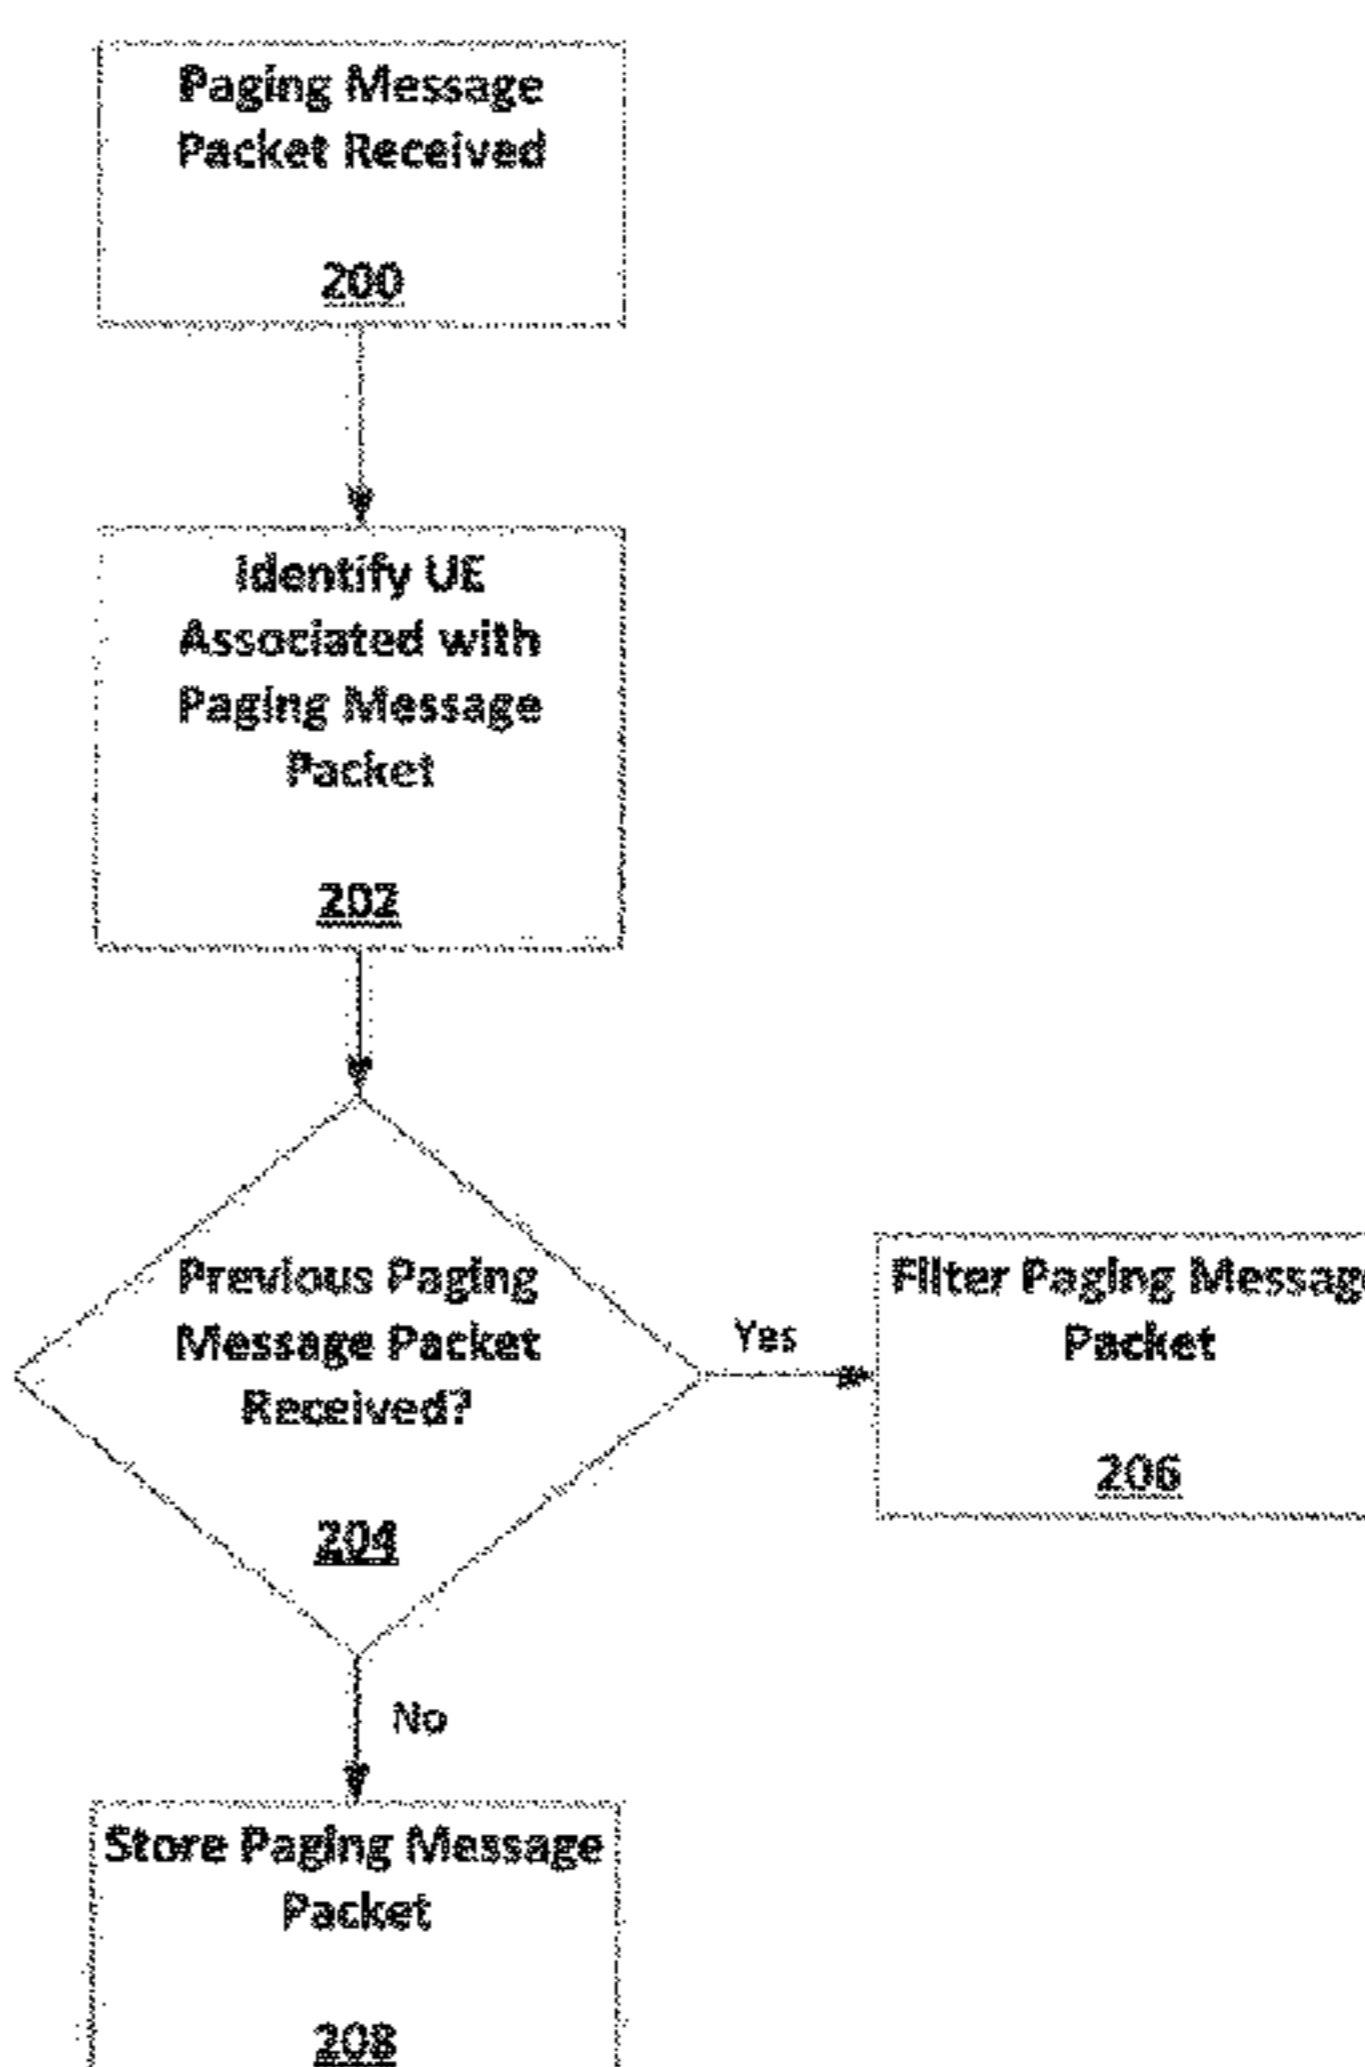 Paging Message
Packet Received
200
Identify UE
Associated with
Paging Message
Packet
202
Previous Paging
Message Packet
Received?
204
Yes
Filter Paging Message
Packet
206
No
Store Paging Message
Packet
208